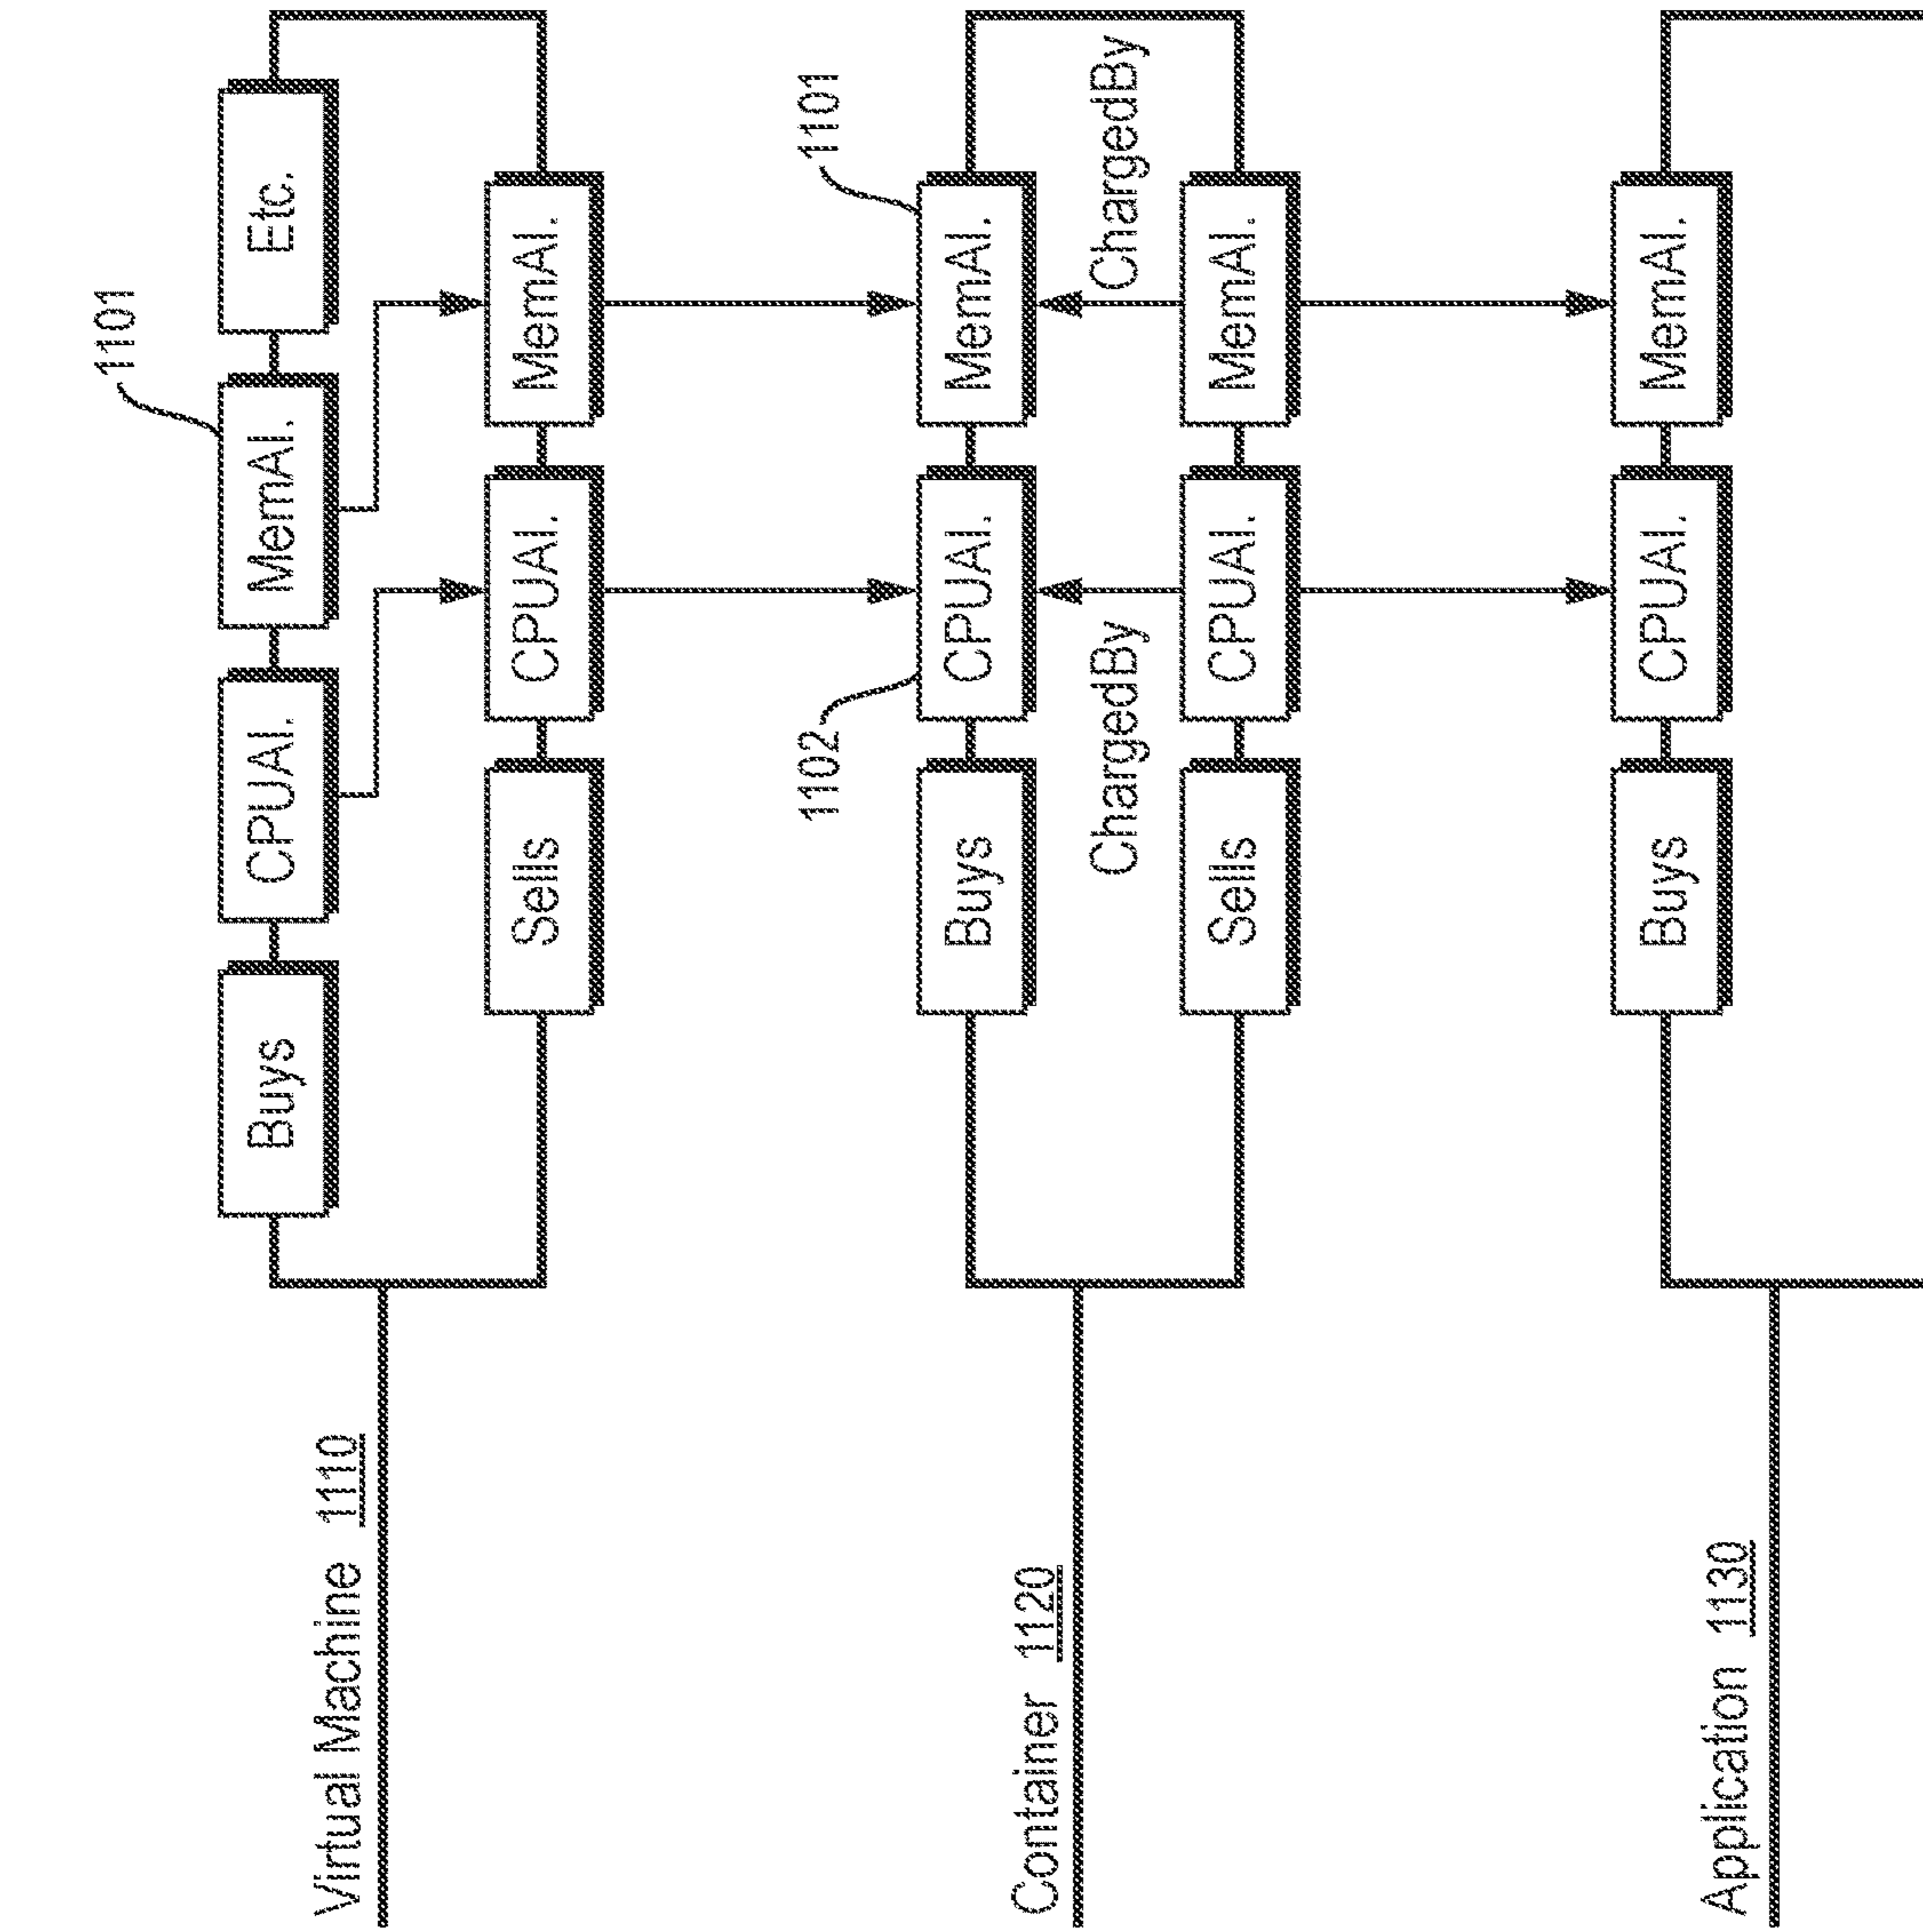 1101
Buys CPUAl. MemAl. Etc.
Virtual Machine 1110
Sells CPUAl. MemAl.
1102 1101
Buys CPUAl. MemAl.
Container 1120
ChargedBy ChargedBy
Sells CPUAl. MemAl.
Buys CPUAl. MemAl.
Application 1130